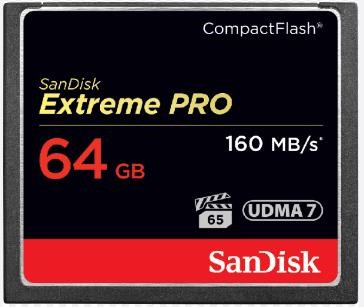 CompactFlash®
SanDisk
Extreme PRO
64 GB
160 MB/s*
65
UDMA 7
SanDisk